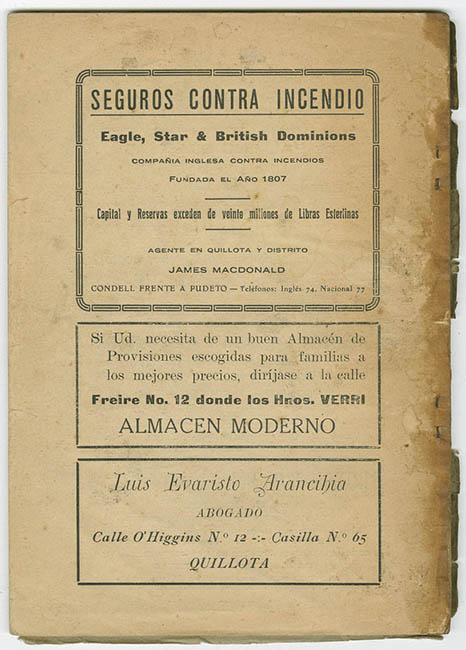 SEGUROS CONTRA INCENDIO
Eagle, Star & British Dominions
COMPAÑIA INGLESA CONTRA INCENDIOS
FUNDADA EL AÑO 1807
Capital y Reservas exceden de veinte millones de Libras Esterlinas
AGENTE EN QUILLOTA Y DISTRITO
JAMES MACDONALD
CONDELL FRENTE A PUDETO — Teléfonos: Inglés 74, Nacional 77
Si Ud. necesita de un buen Almacén de
Provisiones escogidas para familias a
los mejores precios, diríjase a la calle
Freire No. 12 donde los Hnos. VERRI
ALMACEN MODERNO
Luis Evaristo Arancibia
ABOGADO
Calle O'Higgins N.º 12 -:- Casilla N.º 65
QUILLOTA